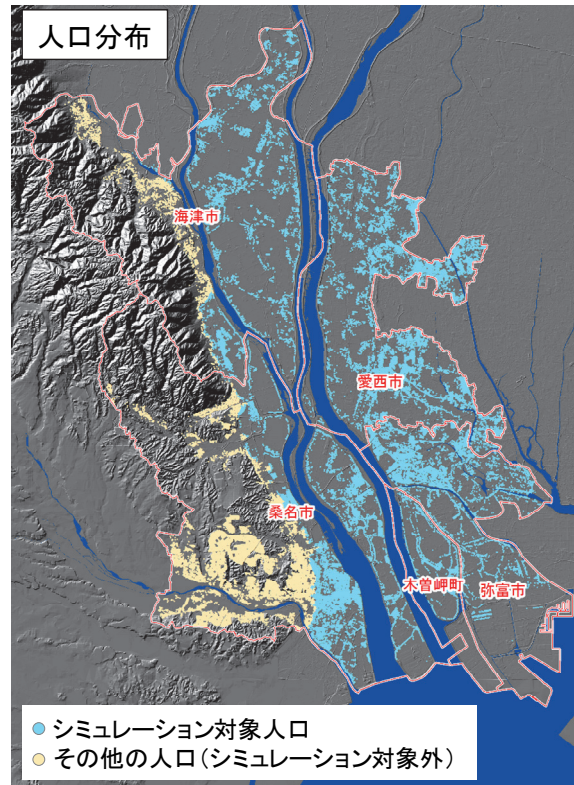 人口分布
海津市
愛西市
桑名市
木曽岬町
弥富市
シミュレーション対象人口
その他の人口(シミュレーション対象外)